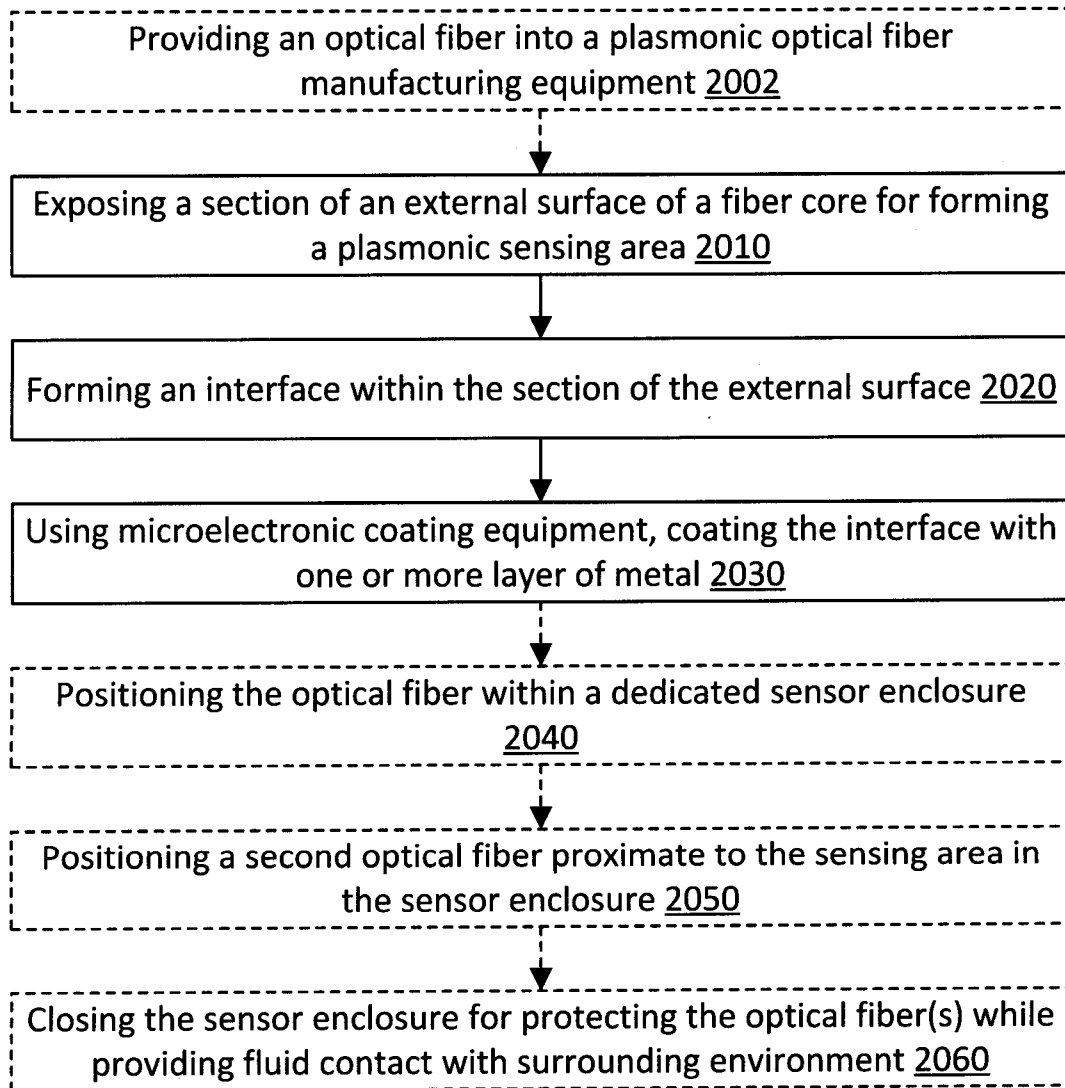 Providing an optical fiber into a plasmonic optical fiber
manufacturing equipment 2002
Exposing a section of an external surface of a fiber core for forming
a plasmonic sensing area 2010
Forming an interface within the section of the external surface 2020
Using microelectronic coating equipment, coating the interface with
one or more layer of metal 2030
Positioning the optical fiber within a dedicated sensor enclosure
2040
Positioning a second optical fiber proximate to the sensing area in
the sensor enclosure 2050
Closing the sensor enclosure for protecting the optical fiber(s) while
providing fluid contact with surrounding environment 2060